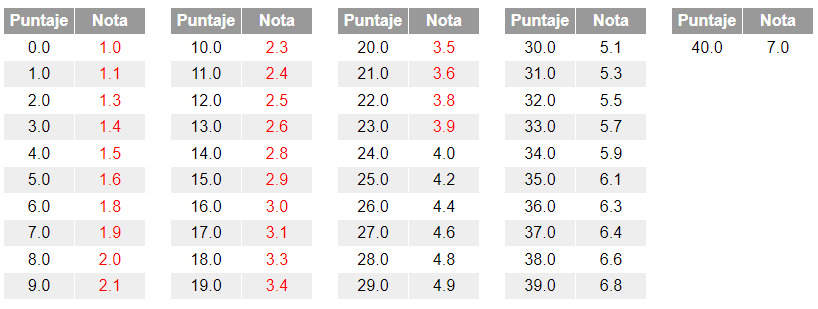 Puntaje Nota Puntaje Nota Puntaje Nota Puntaje Nota Puntaje Nota
0.0 1.0 10.0 2.3 20.0 3.5 30.0 5.1 40.0 7.0
1.0 1.1 11.0 2.4 21.0 3.6 31.0 5.3
2.0 1.3 12.0 2.5 22.0 3.8 32.0 5.5
3.0 1.4 13.0 2.6 23.0 3.9 33.0 5.7
4.0 1.5 14.0 2.8 24.0 4.0 34.0 5.9
5.0 1.6 15.0 2.9 25.0 4.2 35.0 6.1
6.0 1.8 16.0 3.0 26.0 4.4 36.0 6.3
7.0 1.9 17.0 3.1 27.0 4.6 37.0 6.4
8.0 2.0 18.0 3.3 28.0 4.8 38.0 6.6
9.0 2.1 19.0 3.4 29.0 4.9 39.0 6.8